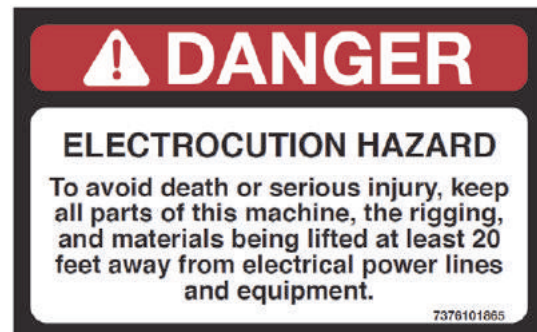 DANGER
ELECTROCUTION HAZARD
To avoid death or serious injury, keep
all parts of this machine, the rigging,
and materials being lifted at least 20
feet away from electrical power lines
and equipment.
7376101865